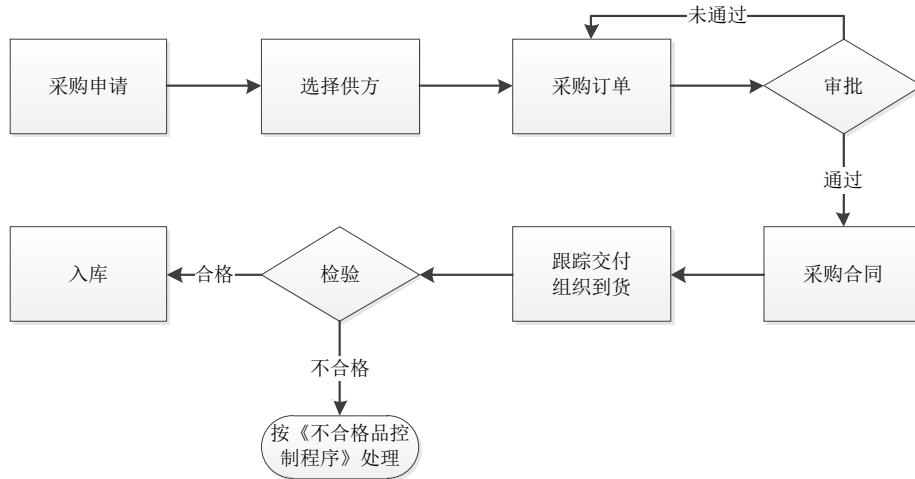 未通过
采购申请
选择供方
采购订单
审批
通过
入库
合格
检验
跟踪交付
组织到货
采购合同
不合格
按《不合格品控
制程序》处理